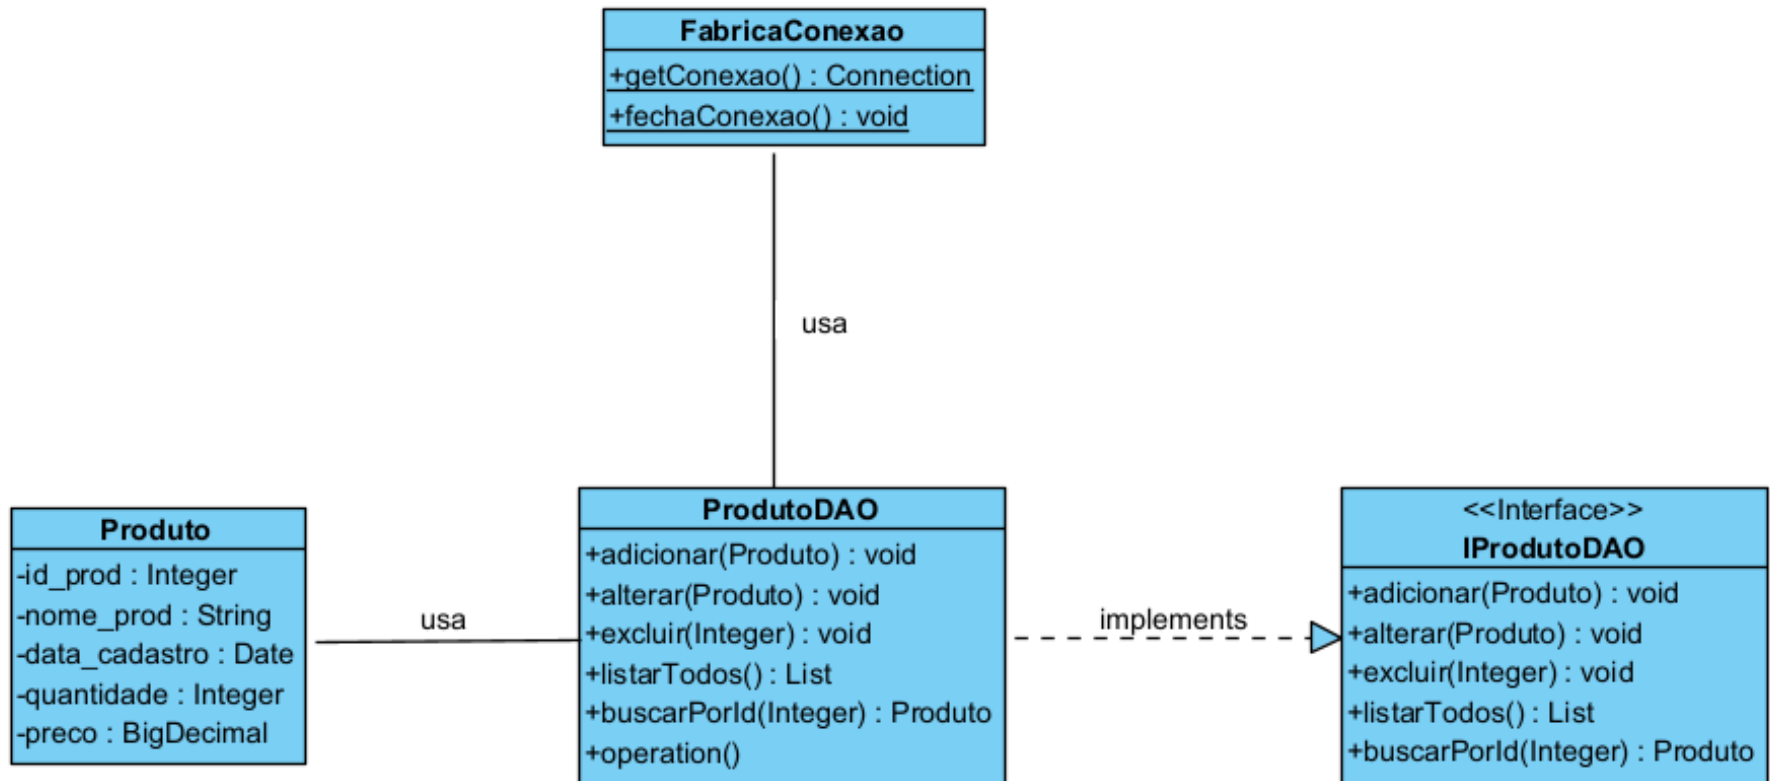 FabricaConexao
+getConexao() : Connection
+fechaConexao() : void
usa
Produto
-id_prod : Integer
-nome_prod : String
-data_cadastro : Date
-quantidade : Integer
-preco : BigDecimal
usa
ProdutoDAO
+adicionar(Produto) : void
+alterar(Produto) : void
+excluir(Integer) : void
+listarTodos() : List
+buscarPorId(Integer) : Produto
+operation()
implements
<<Interface>>
IProdutoDAO
+adicionar(Produto) : void
+alterar(Produto) : void
+excluir(Integer) : void
+listarTodos() : List
+buscarPorId(Integer) : Produto